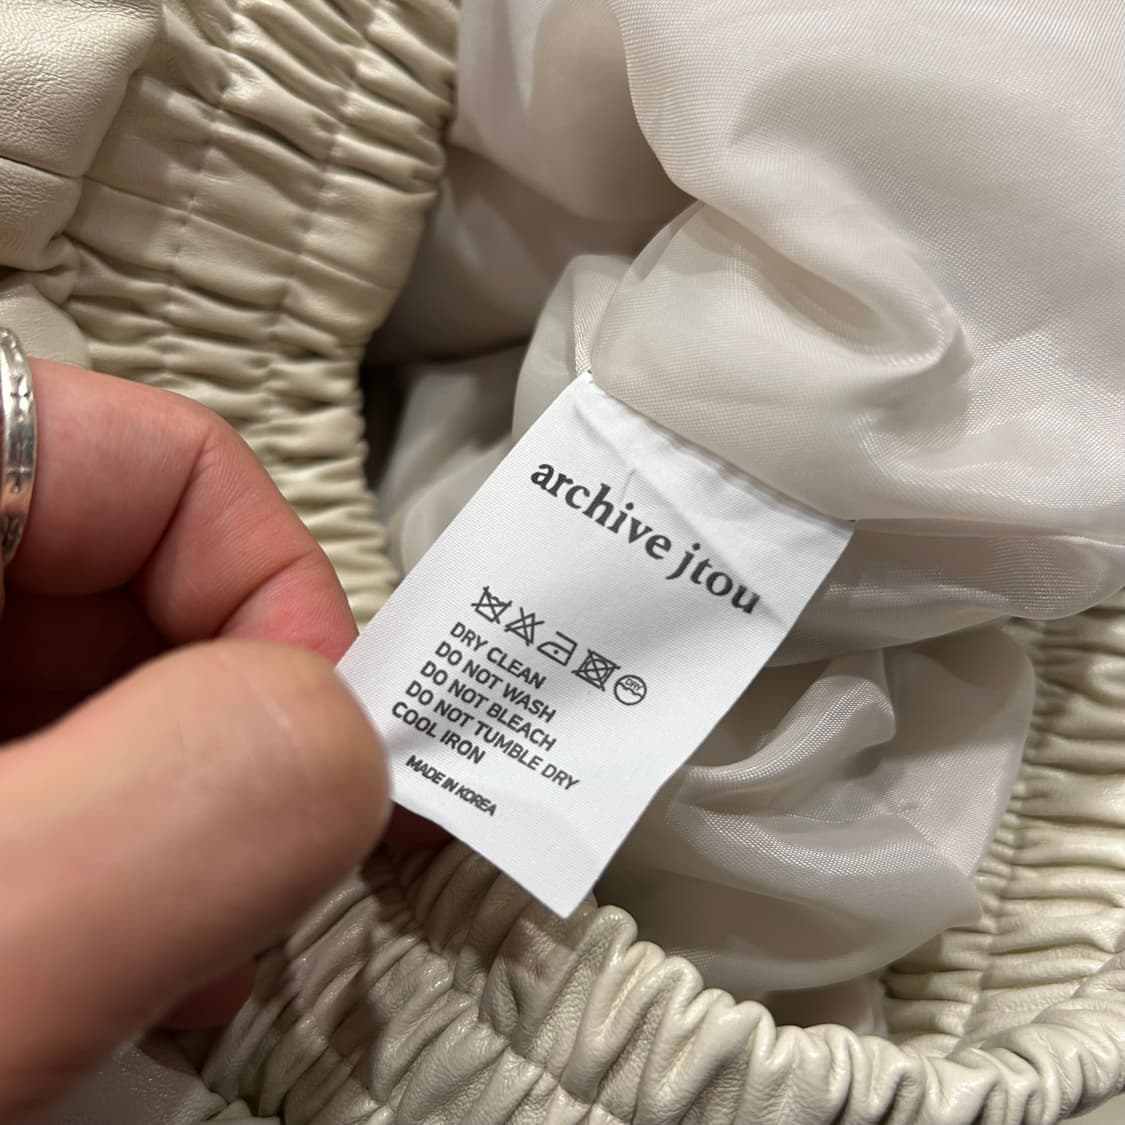 archive jtou
DRY
DRY CLEAN
DO NOT WASH
DO NOT BLEACH
DO NOT TUMBLE DRY
COOL IRON
MADE IN KOREA